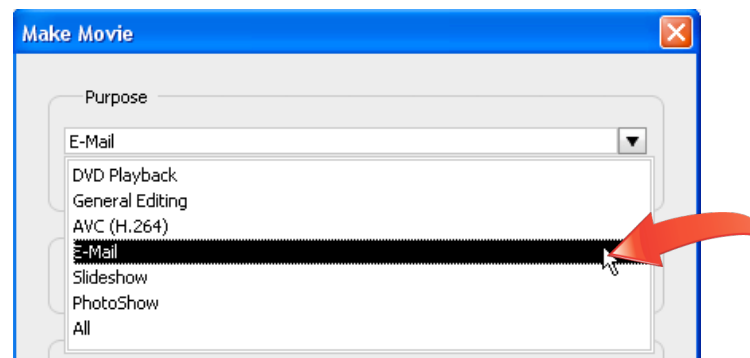 Make Movie
Purpose
E-Mail
DVD Playback
General Editing
AVC (H.264)
E-Mail
Slideshow
PhotoShow
All